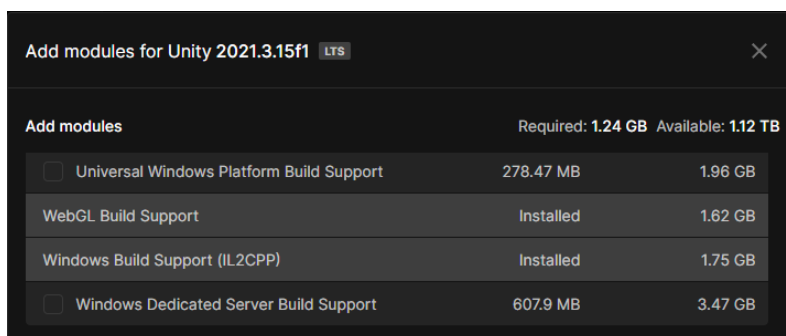 Add modules for Unity 2021.3.15f1 LTS
Add modules Required: 1.24 GB Available: 1.12 TB
Universal Windows Platform Build Support 278.47 MB 1.96 GB
WebGL Build Support Installed 1.62 GB
Windows Build Support (IL2CPP) Installed 1.75 GB
Windows Dedicated Server Build Support 607.9 MB 3.47 GB